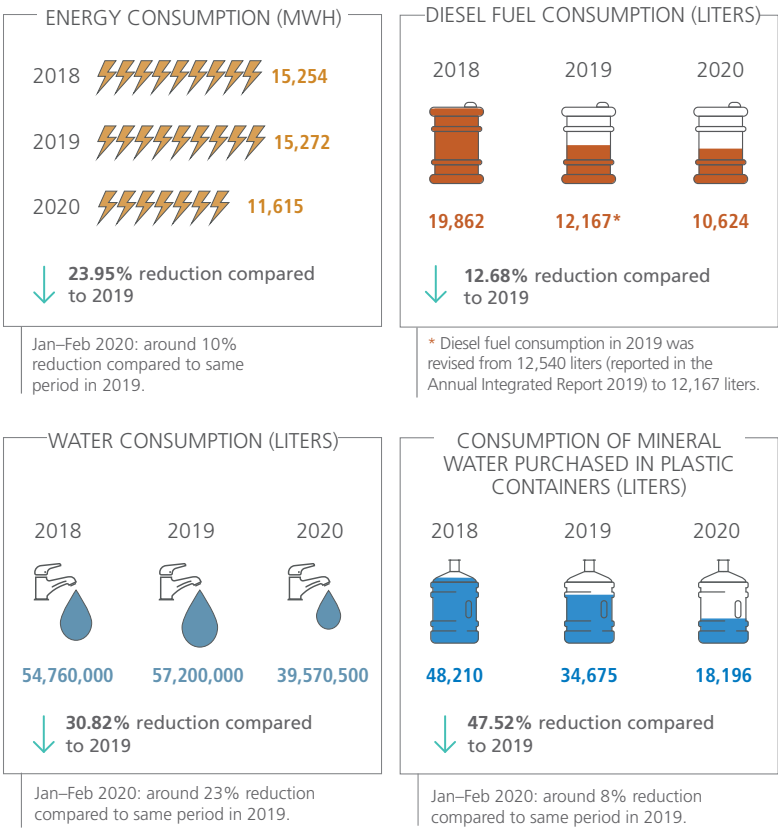 ENERGY CONSUMPTION (MWH)
2018 15,254
2019 15,272
2020 11,615
23.95% reduction compared
to 2019
Jan–Feb 2020: around 10%
reduction compared to same
period in 2019.
DIESEL FUEL CONSUMPTION (LITERS)
2018 2019 2020
19,862 12,167* 10,624
12.68% reduction compared
to 2019
* Diesel fuel consumption in 2019 was
revised from 12,540 liters (reported in the
Annual Integrated Report 2019) to 12,167 liters.
WATER CONSUMPTION (LITERS)
2018 2019 2020
54,760,000 57,200,000 39,570,500
30.82% reduction compared
to 2019
Jan–Feb 2020: around 23% reduction
compared to same period in 2019.
CONSUMPTION OF MINERAL
WATER PURCHASED IN PLASTIC
CONTAINERS (LITERS)
2018 2019 2020
48,210 34,675 18,196
47.52% reduction compared
to 2019
Jan–Feb 2020: around 8% reduction
compared to same period in 2019.